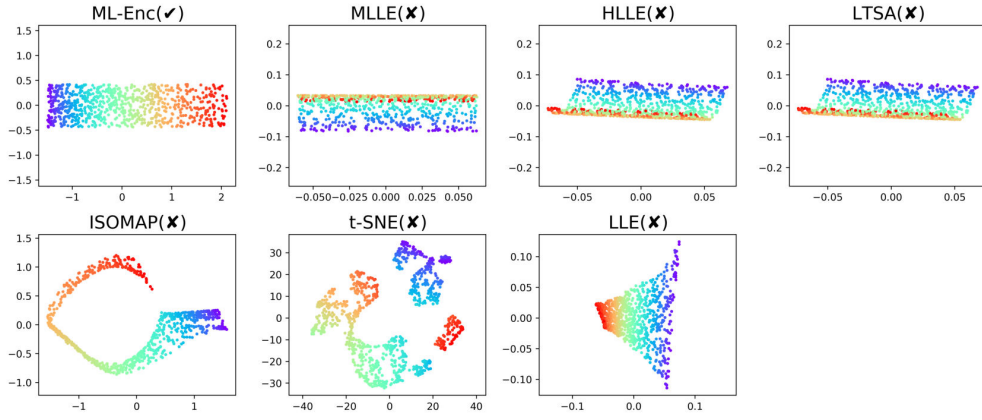 ML-Enc(✔)
1.5
1.0
0.5
0.0
−0.5
−1.0
−1.5
−1 0 1 2
MLLE(✘)
0.2
0.1
0.0
−0.1
−0.2
−0.050 −0.025 0.000 0.025 0.050
HLLE(✘)
0.2
0.1
0.0
−0.1
−0.2
−0.05 0.00 0.05
LTSA(✘)
0.2
0.1
0.0
−0.1
−0.2
−0.05 0.00 0.05
ISOMAP(✘)
1.5
1.0
0.5
0.0
−0.5
−1.0
−1 0 1
t-SNE(✘)
30
20
10
0
−10
−20
−30
−40 −20 0 20 40
LLE(✘)
0.10
0.05
0.00
−0.05
−0.10
−0.1 0.0 0.1